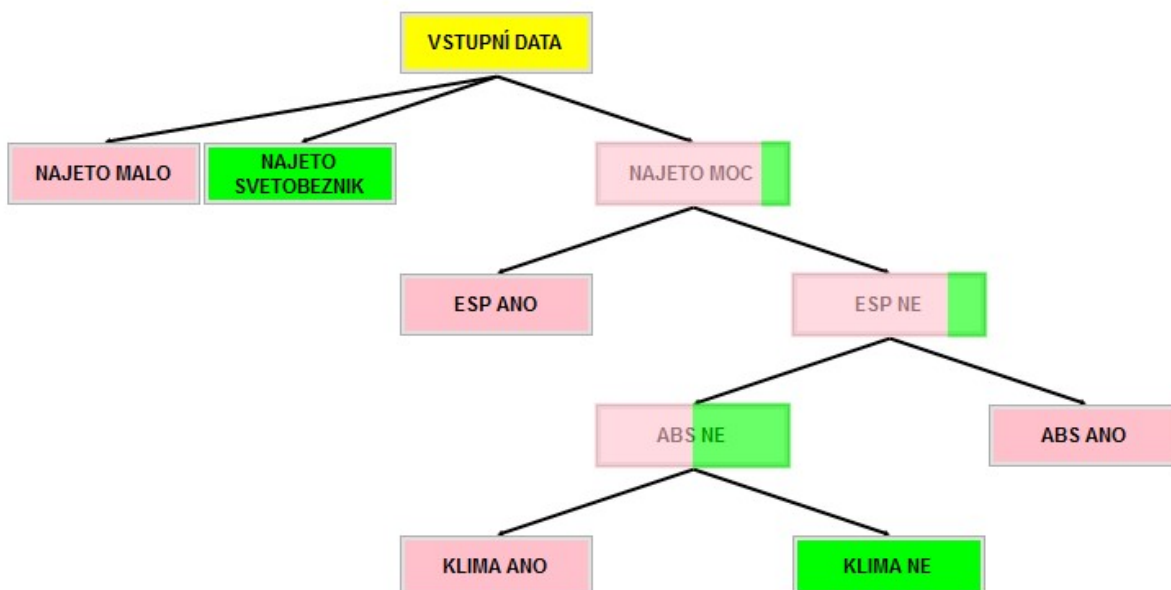 VSTUPNÍ DATA
NAJETO MALO
NAJETO
SVETOBEZNIK
NAJETO MOC
ESP ANO
ESP NE
ABS NE
ABS ANO
KLIMA ANO
KLIMA NE